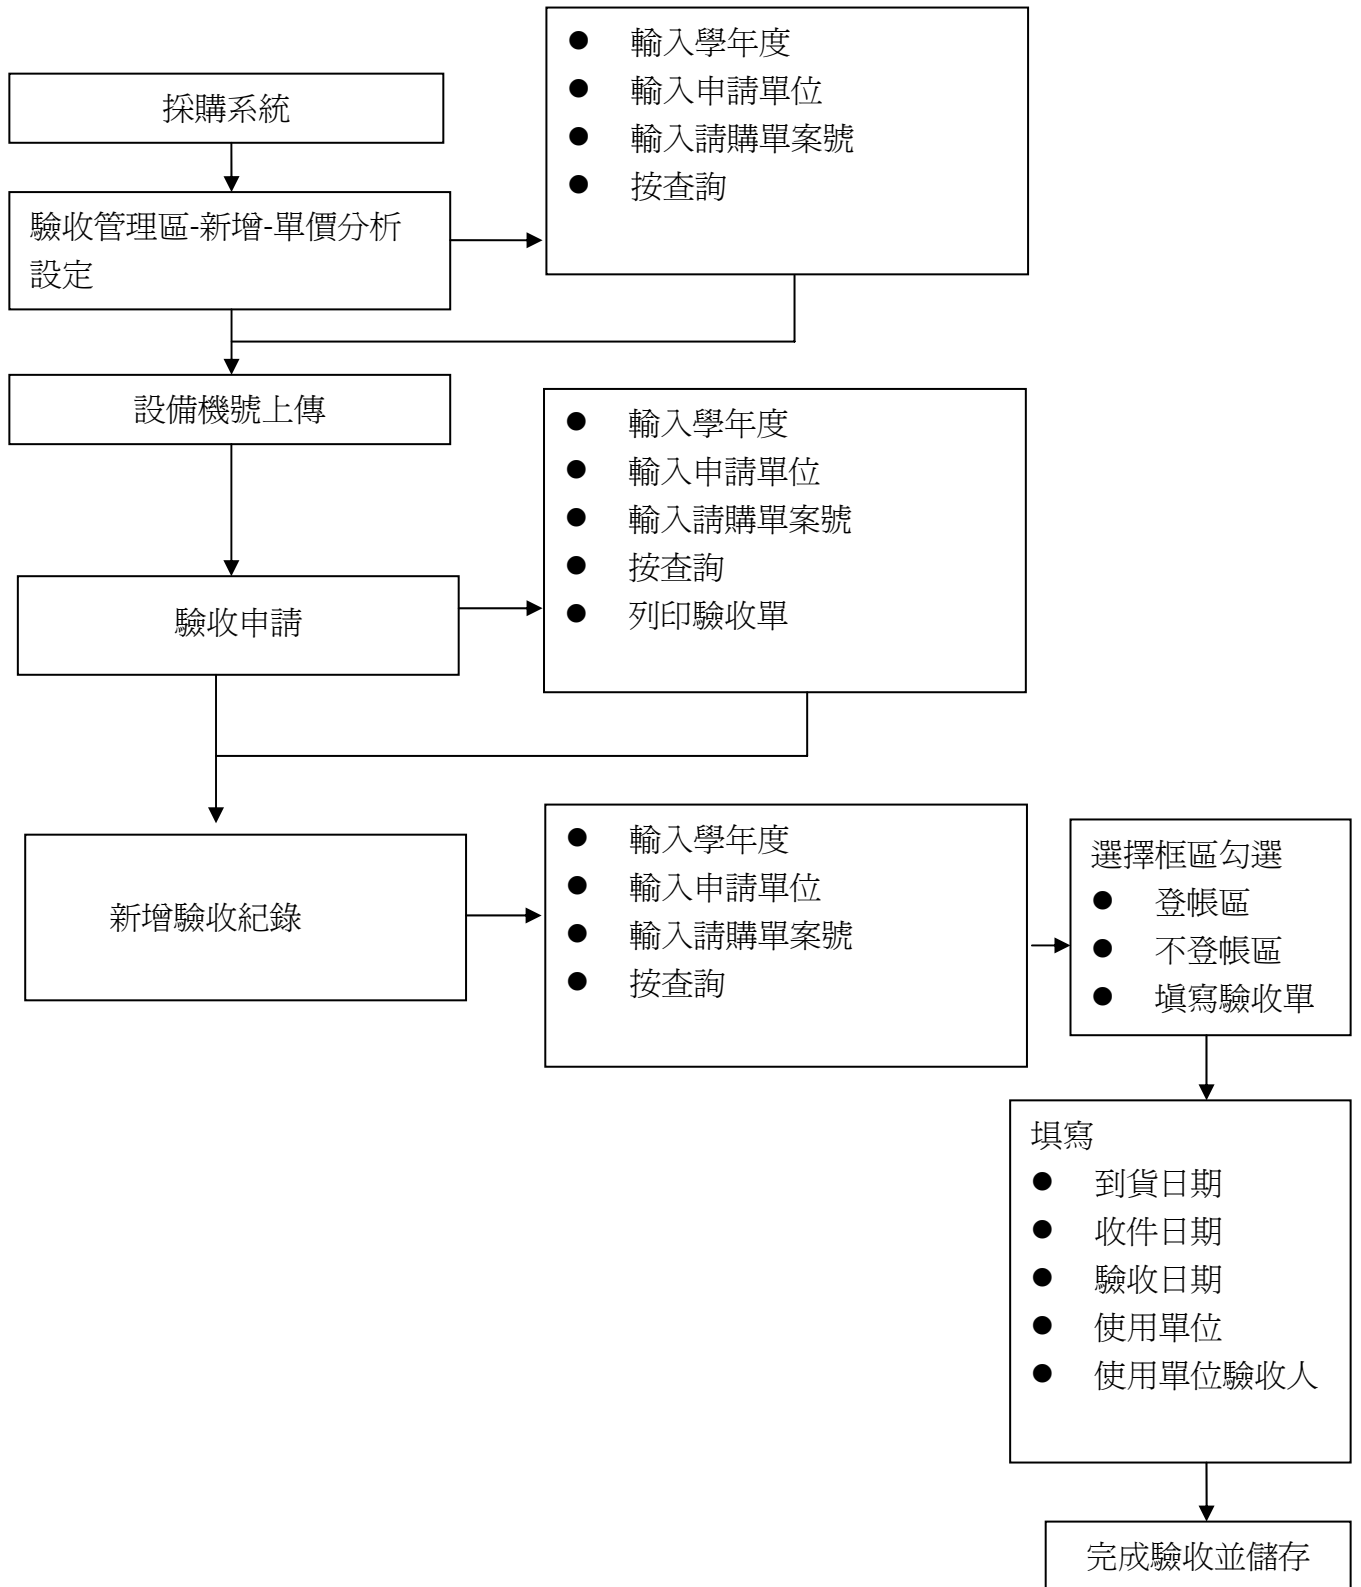 採購系統
● 輸入學年度
● 輸入申請單位
● 輸入請購單案號
● 按查詢
驗收管理區-新增-單價分析
設定
設備機號上傳
● 輸入學年度
● 輸入申請單位
● 輸入請購單案號
● 按查詢
● 列印驗收單
驗收申請
新增驗收紀錄
● 輸入學年度
● 輸入申請單位
● 輸入請購單案號
● 按查詢
選擇框區勾選
● 登帳區
● 不登帳區
● 填寫驗收單
填寫
● 到貨日期
● 收件日期
● 驗收日期
● 使用單位
● 使用單位驗收人
完成驗收並儲存